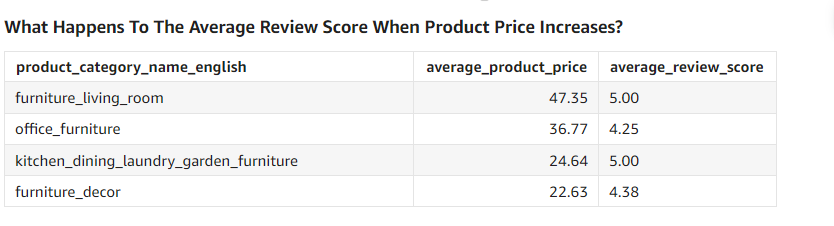 What Happens To The Average Review Score When Product Price Increases?
product_category_name_english average_product_price average_review_score
furniture_living_room 47.35 5.00
office_furniture 36.77 4.25
kitchen_dining_laundry_garden_furniture 24.64 5.00
furniture_decor 22.63 4.38